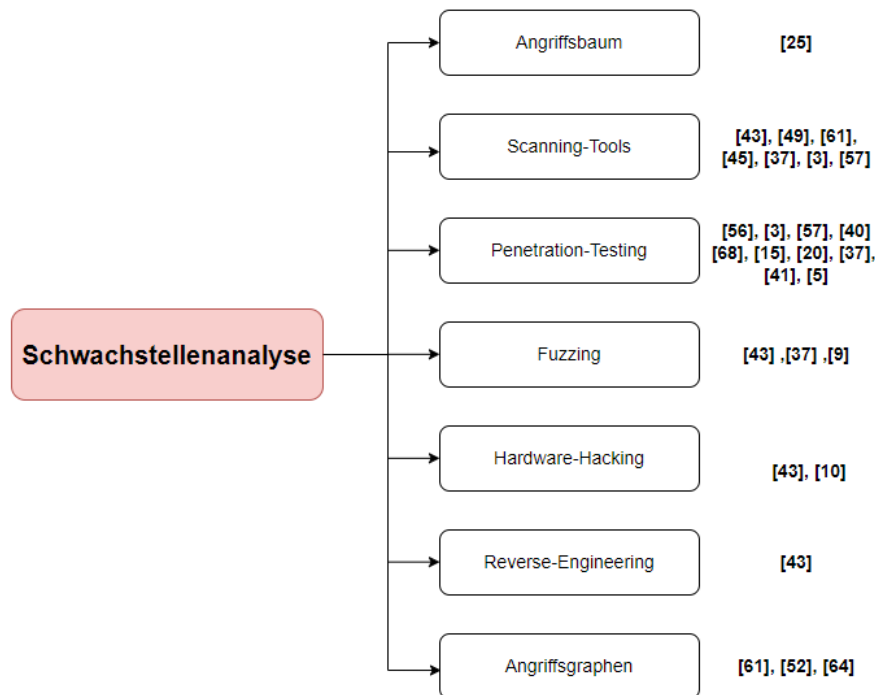 Schwachstellenanalyse
Angriffsbaum
[25]
Scanning-Tools
[43], [49], [61],
[45], [37], [3], [57]
Penetration-Testing
[56], [3], [57], [40]
[68], [15], [20], [37],
[41], [5]
Fuzzing
[43] ,[37] ,[9]
Hardware-Hacking
[43], [10]
Reverse-Engineering
[43]
Angriffsgraphen
[61], [52], [64]